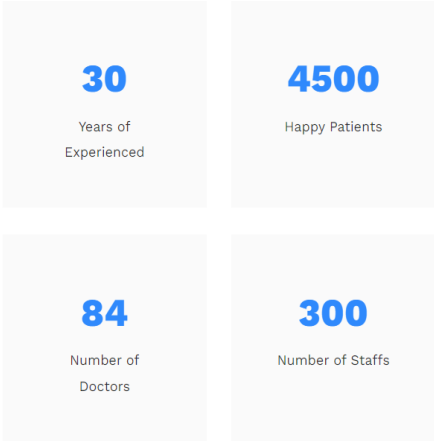 30
Years of
Experienced
4500
Happy Patients
84
Number of
Doctors
300
Number of Staffs